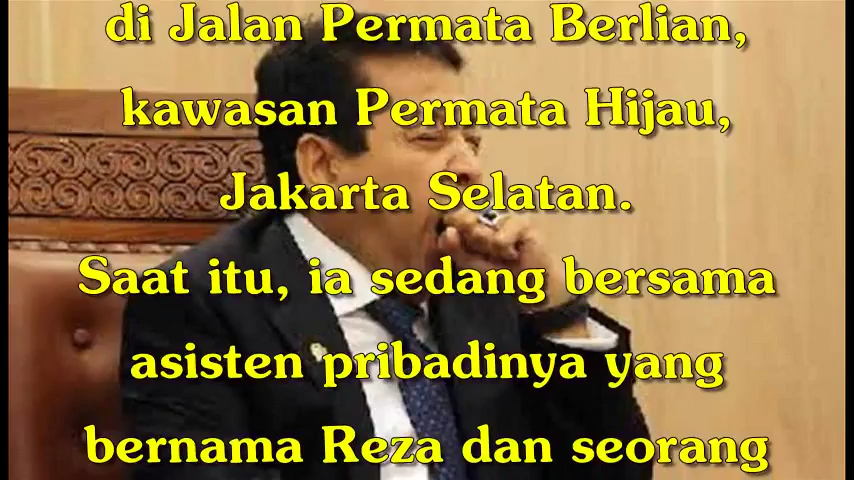 di Jalan Permata Berlian,
kawasan Permata Hijau,
Jakarta Selatan.
Saat itu, ia sedang bersama
asisten pribadinya yang
bernama Reza dan seorang